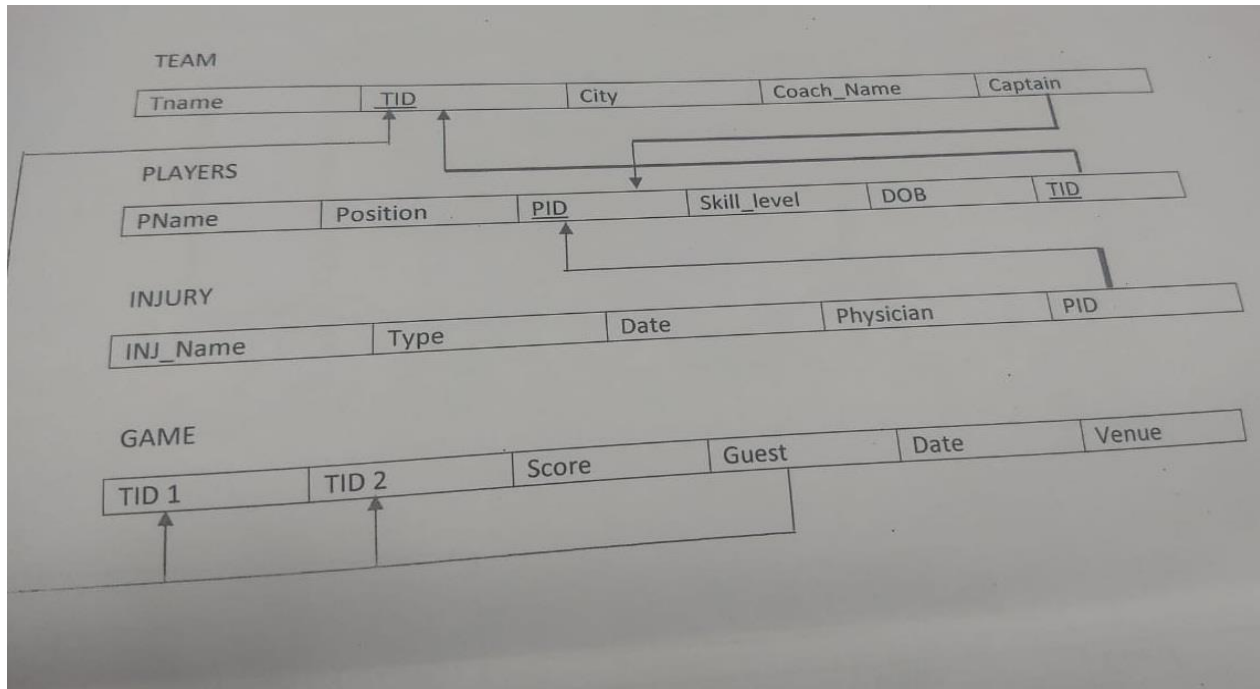 TEAM
Tname TID City Coach_Name Captain
PLAYERS
PName Position PID Skill_level DOB TID
INJURY
INJ_Name Type Date Physician PID
GAME
TID 1 TID 2 Score Guest Date Venue